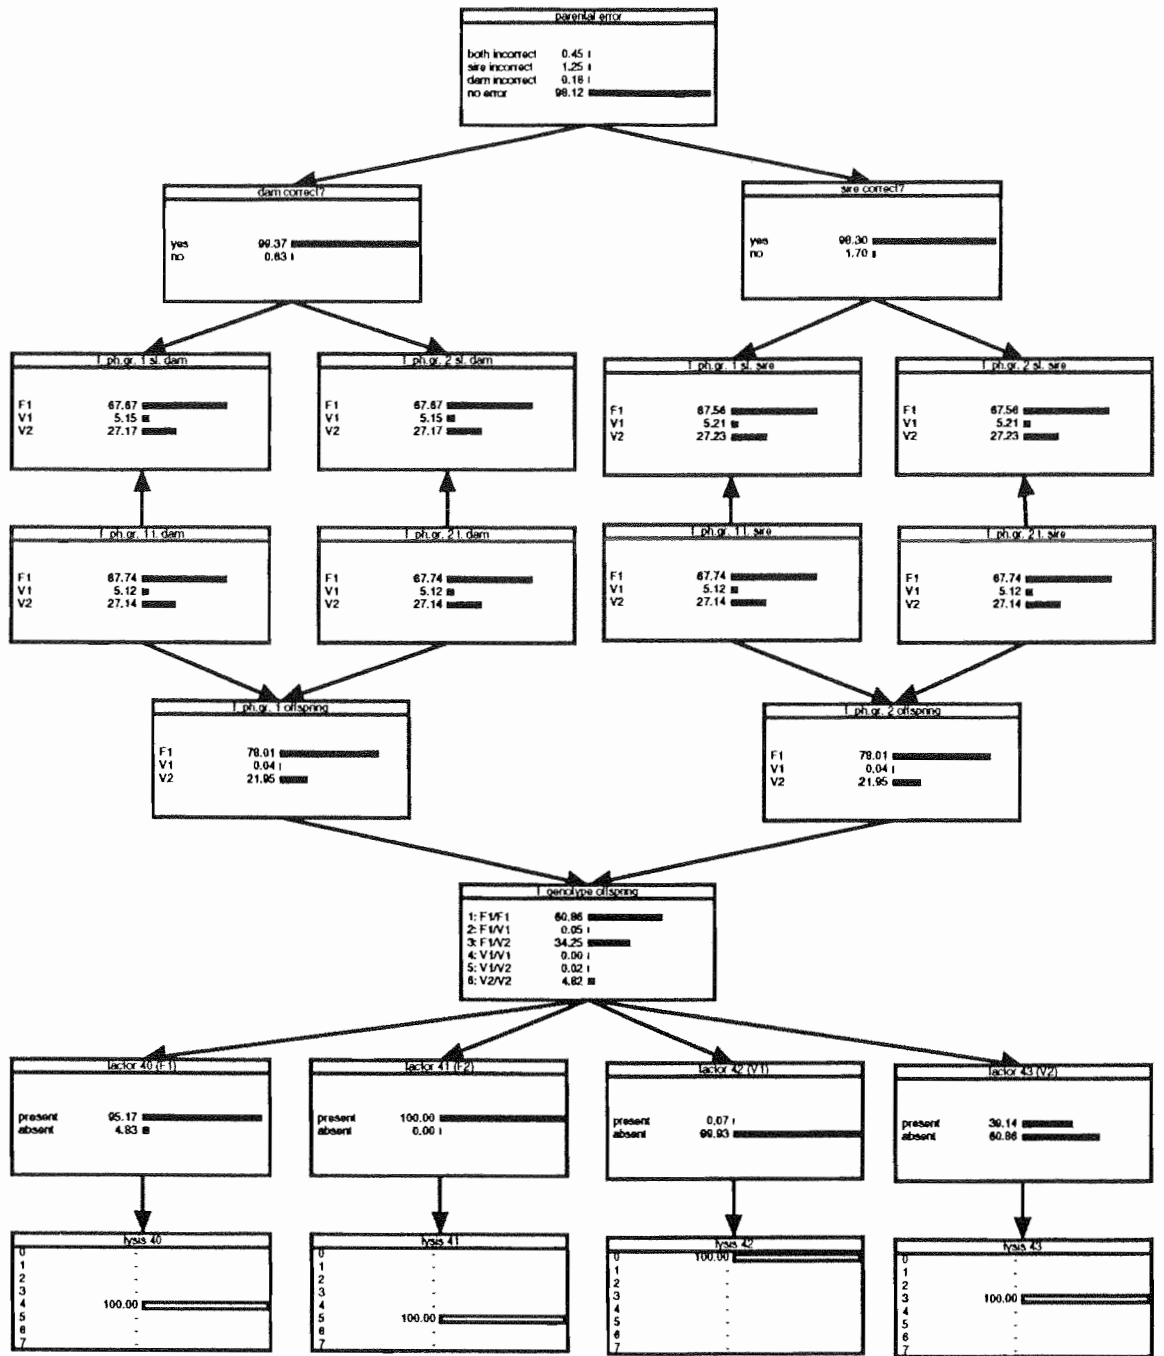 parental error
both incorrect 0.45
sire incorrect 1.25
dam incorrect 0.18
no error 98.12
dam correct?
yes 99.37
no 0.63
sire correct?
yes 98.30
no 1.70
f. ph.gr. 1 sl. dam
F1 67.67
V1 5.15
V2 27.17
f. ph.gr. 2 sl. dam
F1 67.67
V1 5.15
V2 27.17
f. ph.gr. 1 sl. sire
F1 67.56
V1 5.21
V2 27.23
f. ph.gr. 2 sl. sire
F1 67.56
V1 5.21
V2 27.23
f. ph.gr. 1 t. dam
F1 67.74
V1 5.12
V2 27.14
f. ph.gr. 2 t. dam
F1 67.74
V1 5.12
V2 27.14
f. ph.gr. 1 t. sire
F1 67.74
V1 5.12
V2 27.14
f. ph.gr. 2 t. sire
F1 67.74
V1 5.12
V2 27.14
f. ph.gr. 1 offspring
F1 78.01
V1 0.04
V2 21.95
f. ph.gr. 2 offspring
F1 78.01
V1 0.04
V2 21.95
f. genotype offspring
1: F1/F1 60.86
2: F1/V1 0.05
3: F1/V2 34.25
4: V1/V1 0.00
5: V1/V2 0.02
6: V2/V2 4.82
factor 40 (F1)
present 95.17
absent 4.83
factor 41 (F2)
present 100.00
absent 0.00
factor 42 (V1)
present 0.07
absent 99.93
factor 43 (V2)
present 39.14
absent 60.86
lysis 40
0 -
1 -
2 -
3 -
4 100.00
5 -
6 -
7 -
lysis 41
0 -
1 -
2 -
3 -
4 -
5 100.00
6 -
7 -
lysis 42
0 100.00
1 -
2 -
3 -
4 -
5 -
6 -
7 -
lysis 43
0 -
1 -
2 -
3 100.00
4 -
5 -
6 -
7 -